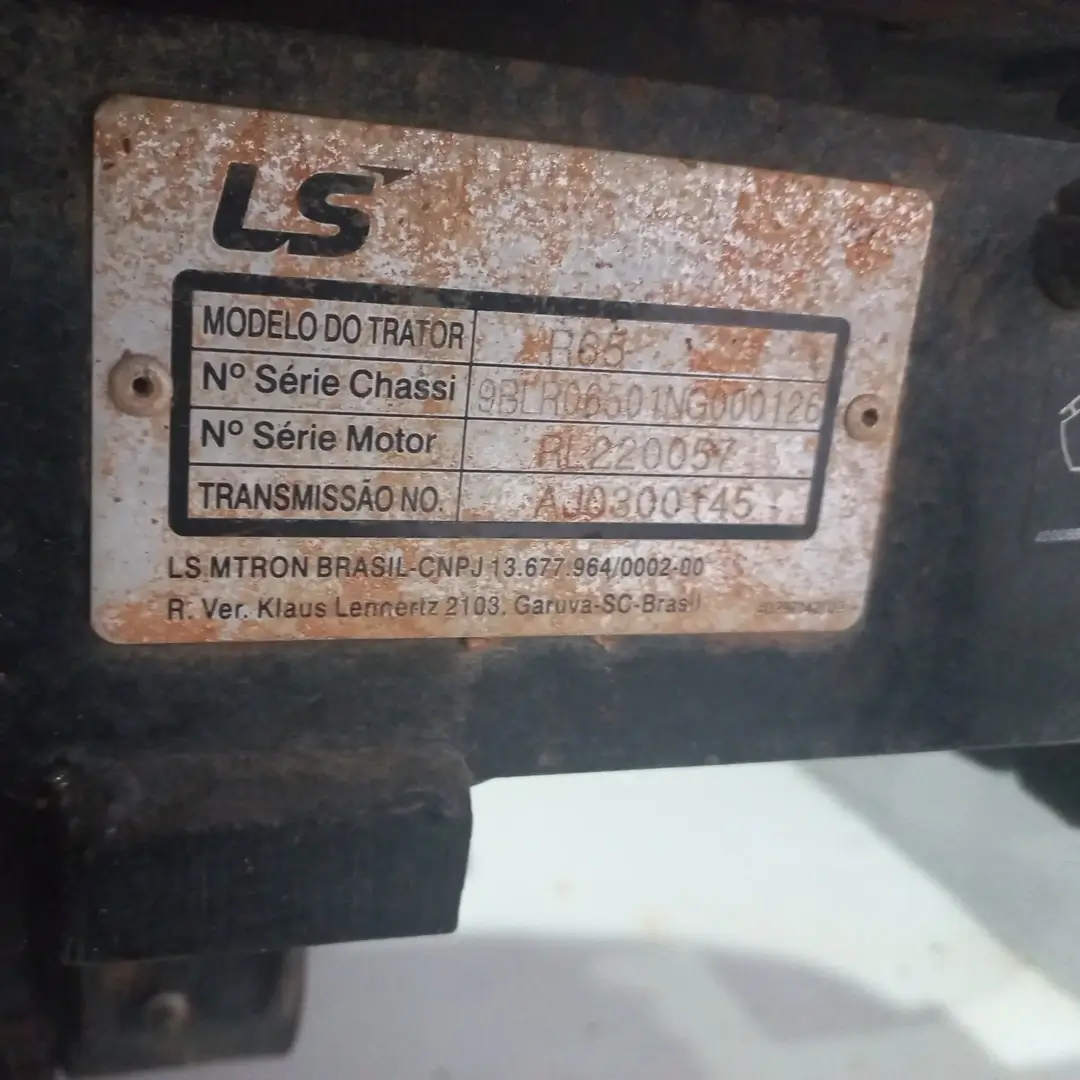 LS
MODELO DO TRATOR R65
Nº Série Chassi 9BLR06501NG000126
Nº Série Motor RL220057
TRANSMISSÃO NO. AJ0300145
LS MTRON BRASIL-CNPJ 13.677.964/0002-00
R. Ver. Klaus Lennertz 2103, Garuva-SC-Brasil